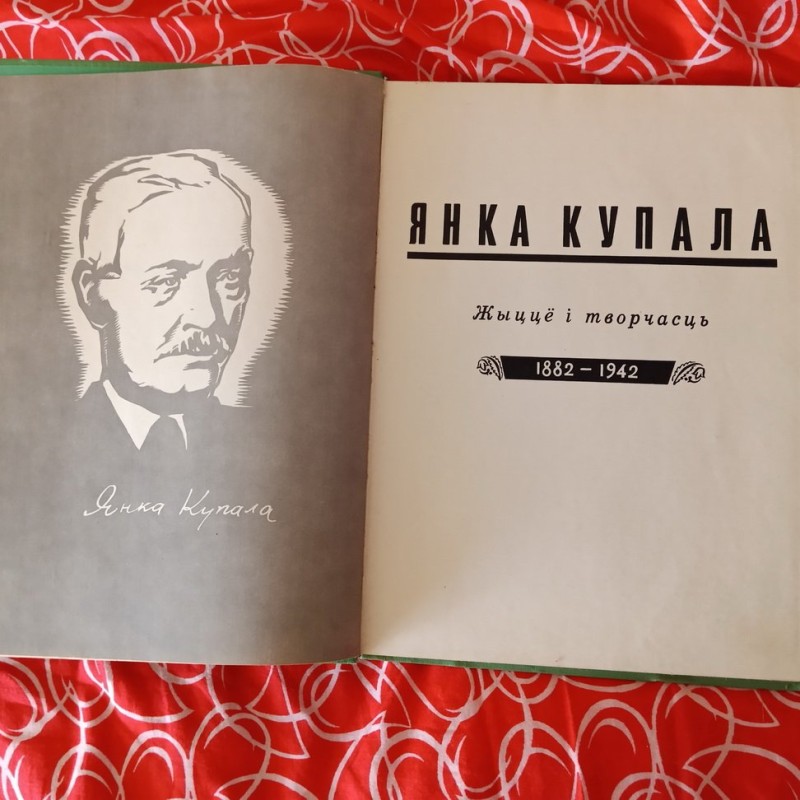 Янка Купала
ЯНКА КУПАЛА
Жыццё і творчасць
1882 – 1942